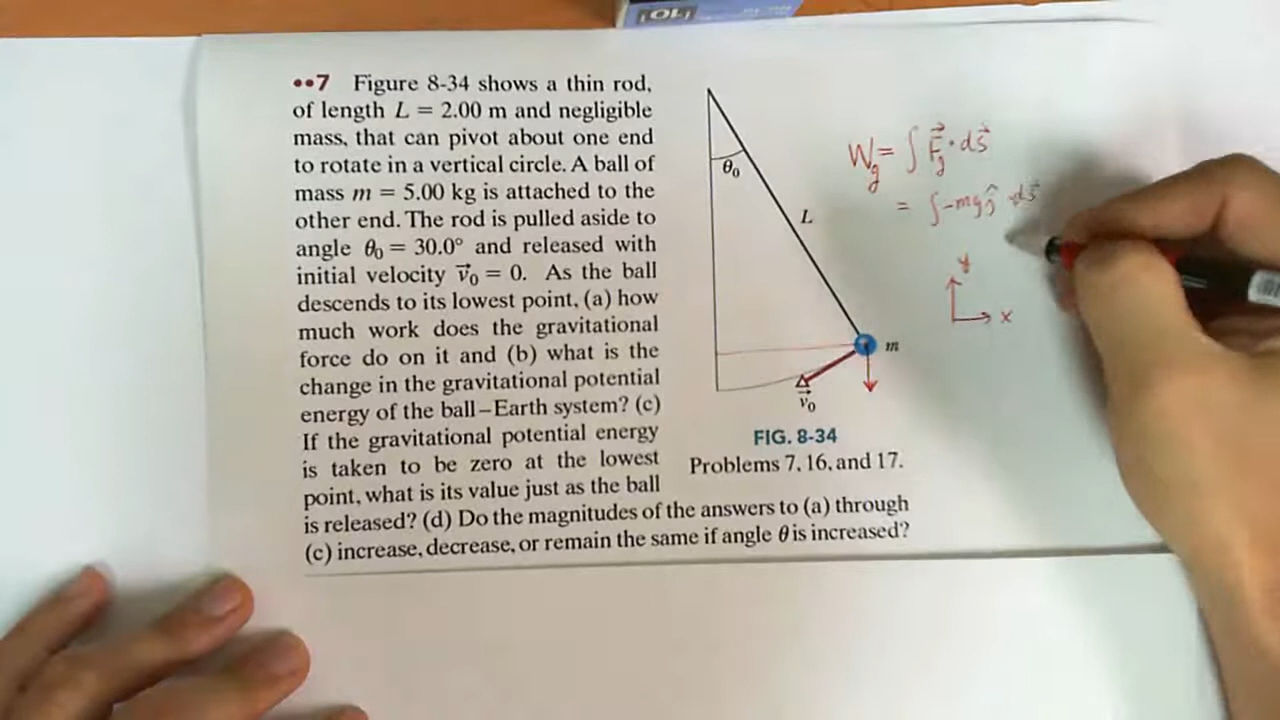 ••7 Figure 8-34 shows a thin rod,
of length L = 2.00 m and negligible
mass, that can pivot about one end
to rotate in a vertical circle. A ball of
mass m = 5.00 kg is attached to the
other end. The rod is pulled aside to
angle θ₀ = 30.0° and released with
initial velocity v⃗₀ = 0. As the ball
descends to its lowest point, (a) how
much work does the gravitational
force do on it and (b) what is the
change in the gravitational potential
energy of the ball–Earth system? (c)
If the gravitational potential energy
is taken to be zero at the lowest
point, what is its value just as the ball
is released? (d) Do the magnitudes of the answers to (a) through
(c) increase, decrease, or remain the same if angle θ is increased?
θ₀
L
m
v⃗₀
FIG. 8-34
Problems 7, 16, and 17.
W_g = ∫ F⃗_g · ds⃗
= ∫ -mg ĵ · ds⃗
y
x